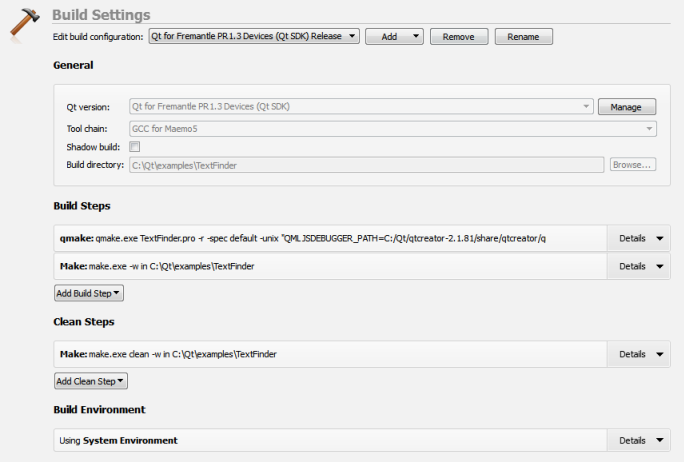 Build Settings
Edit build configuration: Qt for Fremantle PR1.3 Devices (Qt SDK) Release Add Remove Rename
General
Qt version: Qt for Fremantle PR1.3 Devices (Qt SDK) Manage
Tool chain: GCC for Maemo5
Shadow build:
Build directory: C:\Qt\examples\TextFinder Browse...
Build Steps
qmake: qmake.exe TextFinder.pro -r -spec default -unix "QMLJSDEBUGGER_PATH=C:/Qt/qtcreator-2.1.81/share/qtcreator/q Details
Make: make.exe -w in C:\Qt\examples\TextFinder Details
Add Build Step
Clean Steps
Make: make.exe clean -w in C:\Qt\examples\TextFinder Details
Add Clean Step
Build Environment
Using System Environment Details